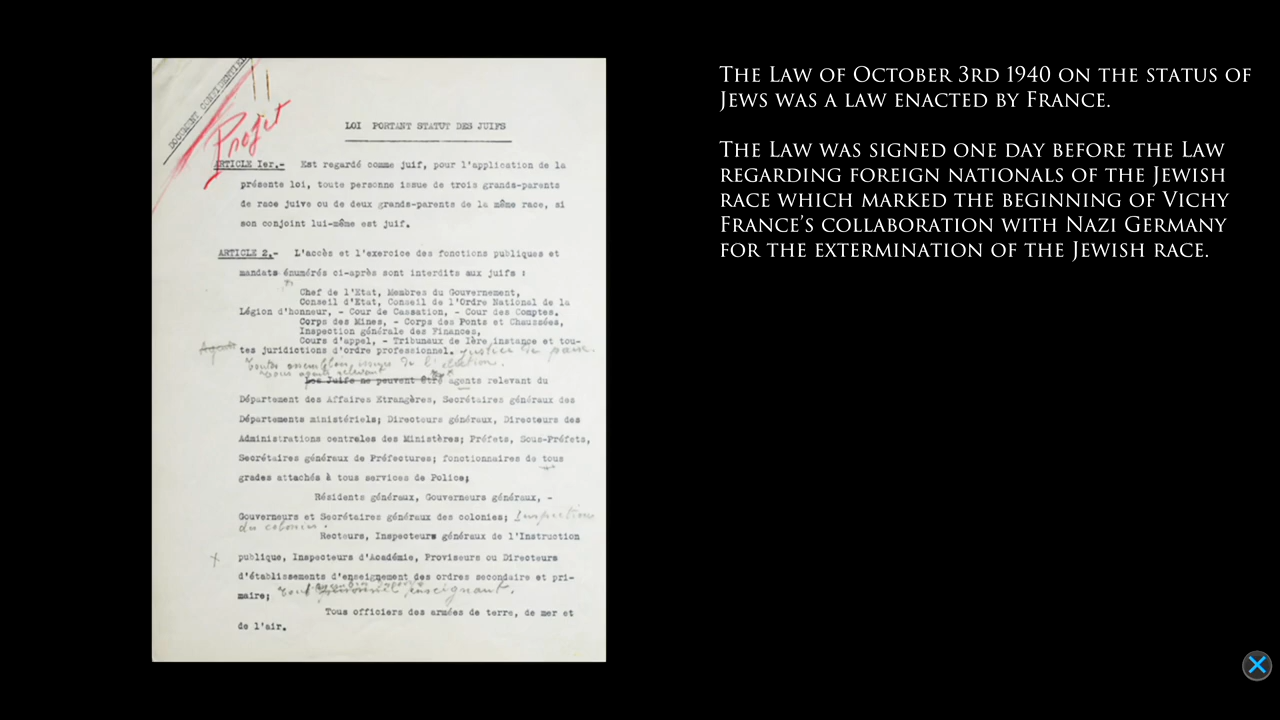 DOCUMENT CONFIDENTIEL
Projet
LOI PORTANT STATUT DES JUIFS
ARTICLE Ier.- Est regardé comme juif, pour l'application de la
présente loi, toute personne issue de trois grands-parents
de race juive ou de deux grands-parents de la même race, si
son conjoint lui-même est juif.
ARTICLE 2.- L'accès et l'exercice des fonctions publiques et
mandats énumérés ci-après sont interdits aux juifs :
Chef de l'Etat, Membres du Gouvernement,
Conseil d'Etat, Conseil de l'Ordre National de la
Légion d'honneur, - Cour de Cassation, - Cour des Comptes,
Corps des Mines, - Corps des Ponts et Chaussées,
Inspection générale des Finances,
Cours d'appel, - Tribunaux de 1ère instance et tou-
tes juridictions d'ordre professionnel. justice de paix.
Les Juifs ne peuvent être agents relevant du
Département des Affaires Etrangères, Secrétaires généraux des
Départements ministériels; Directeurs généraux, Directeurs des
Administrations centrales des Ministères; Préfets, Sous-Préfets,
Secrétaires généraux de Préfectures; fonctionnaires de tous
grades attachés à tous services de Police;
Résidents généraux, Gouverneurs généraux, -
Gouverneurs et Secrétaires généraux des colonies; Inspecteurs
des colonies.
Recteurs, Inspecteurs généraux de l'Instruction
publique, Inspecteurs d'Académie, Proviseurs ou Directeurs
d'établissements d'enseignement des ordres secondaire et pri-
maire; tout personnel enseignant.
Tous officiers des armées de terre, de mer et
de l'air.
The Law of October 3rd 1940 on the status of
Jews was a law enacted by France.
The Law was signed one day before the Law
regarding foreign nationals of the Jewish
race which marked the beginning of Vichy
France's collaboration with Nazi Germany
for the extermination of the Jewish race.